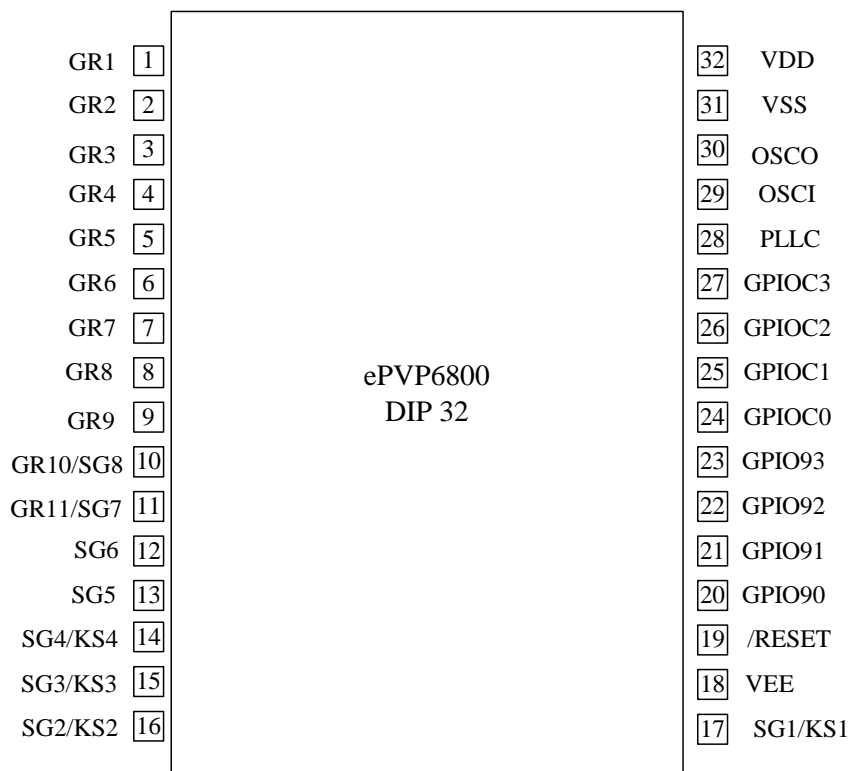 GR1 1
GR2 2
GR3 3
GR4 4
GR5 5
GR6 6
GR7 7
GR8 8
GR9 9
GR10/SG8 10
GR11/SG7 11
SG6 12
SG5 13
SG4/KS4 14
SG3/KS3 15
SG2/KS2 16
ePVP6800
DIP 32
32 VDD
31 VSS
30 OSCO
29 OSCI
28 PLLC
27 GPIOC3
26 GPIOC2
25 GPIOC1
24 GPIOC0
23 GPIO93
22 GPIO92
21 GPIO91
20 GPIO90
19 /RESET
18 VEE
17 SG1/KS1